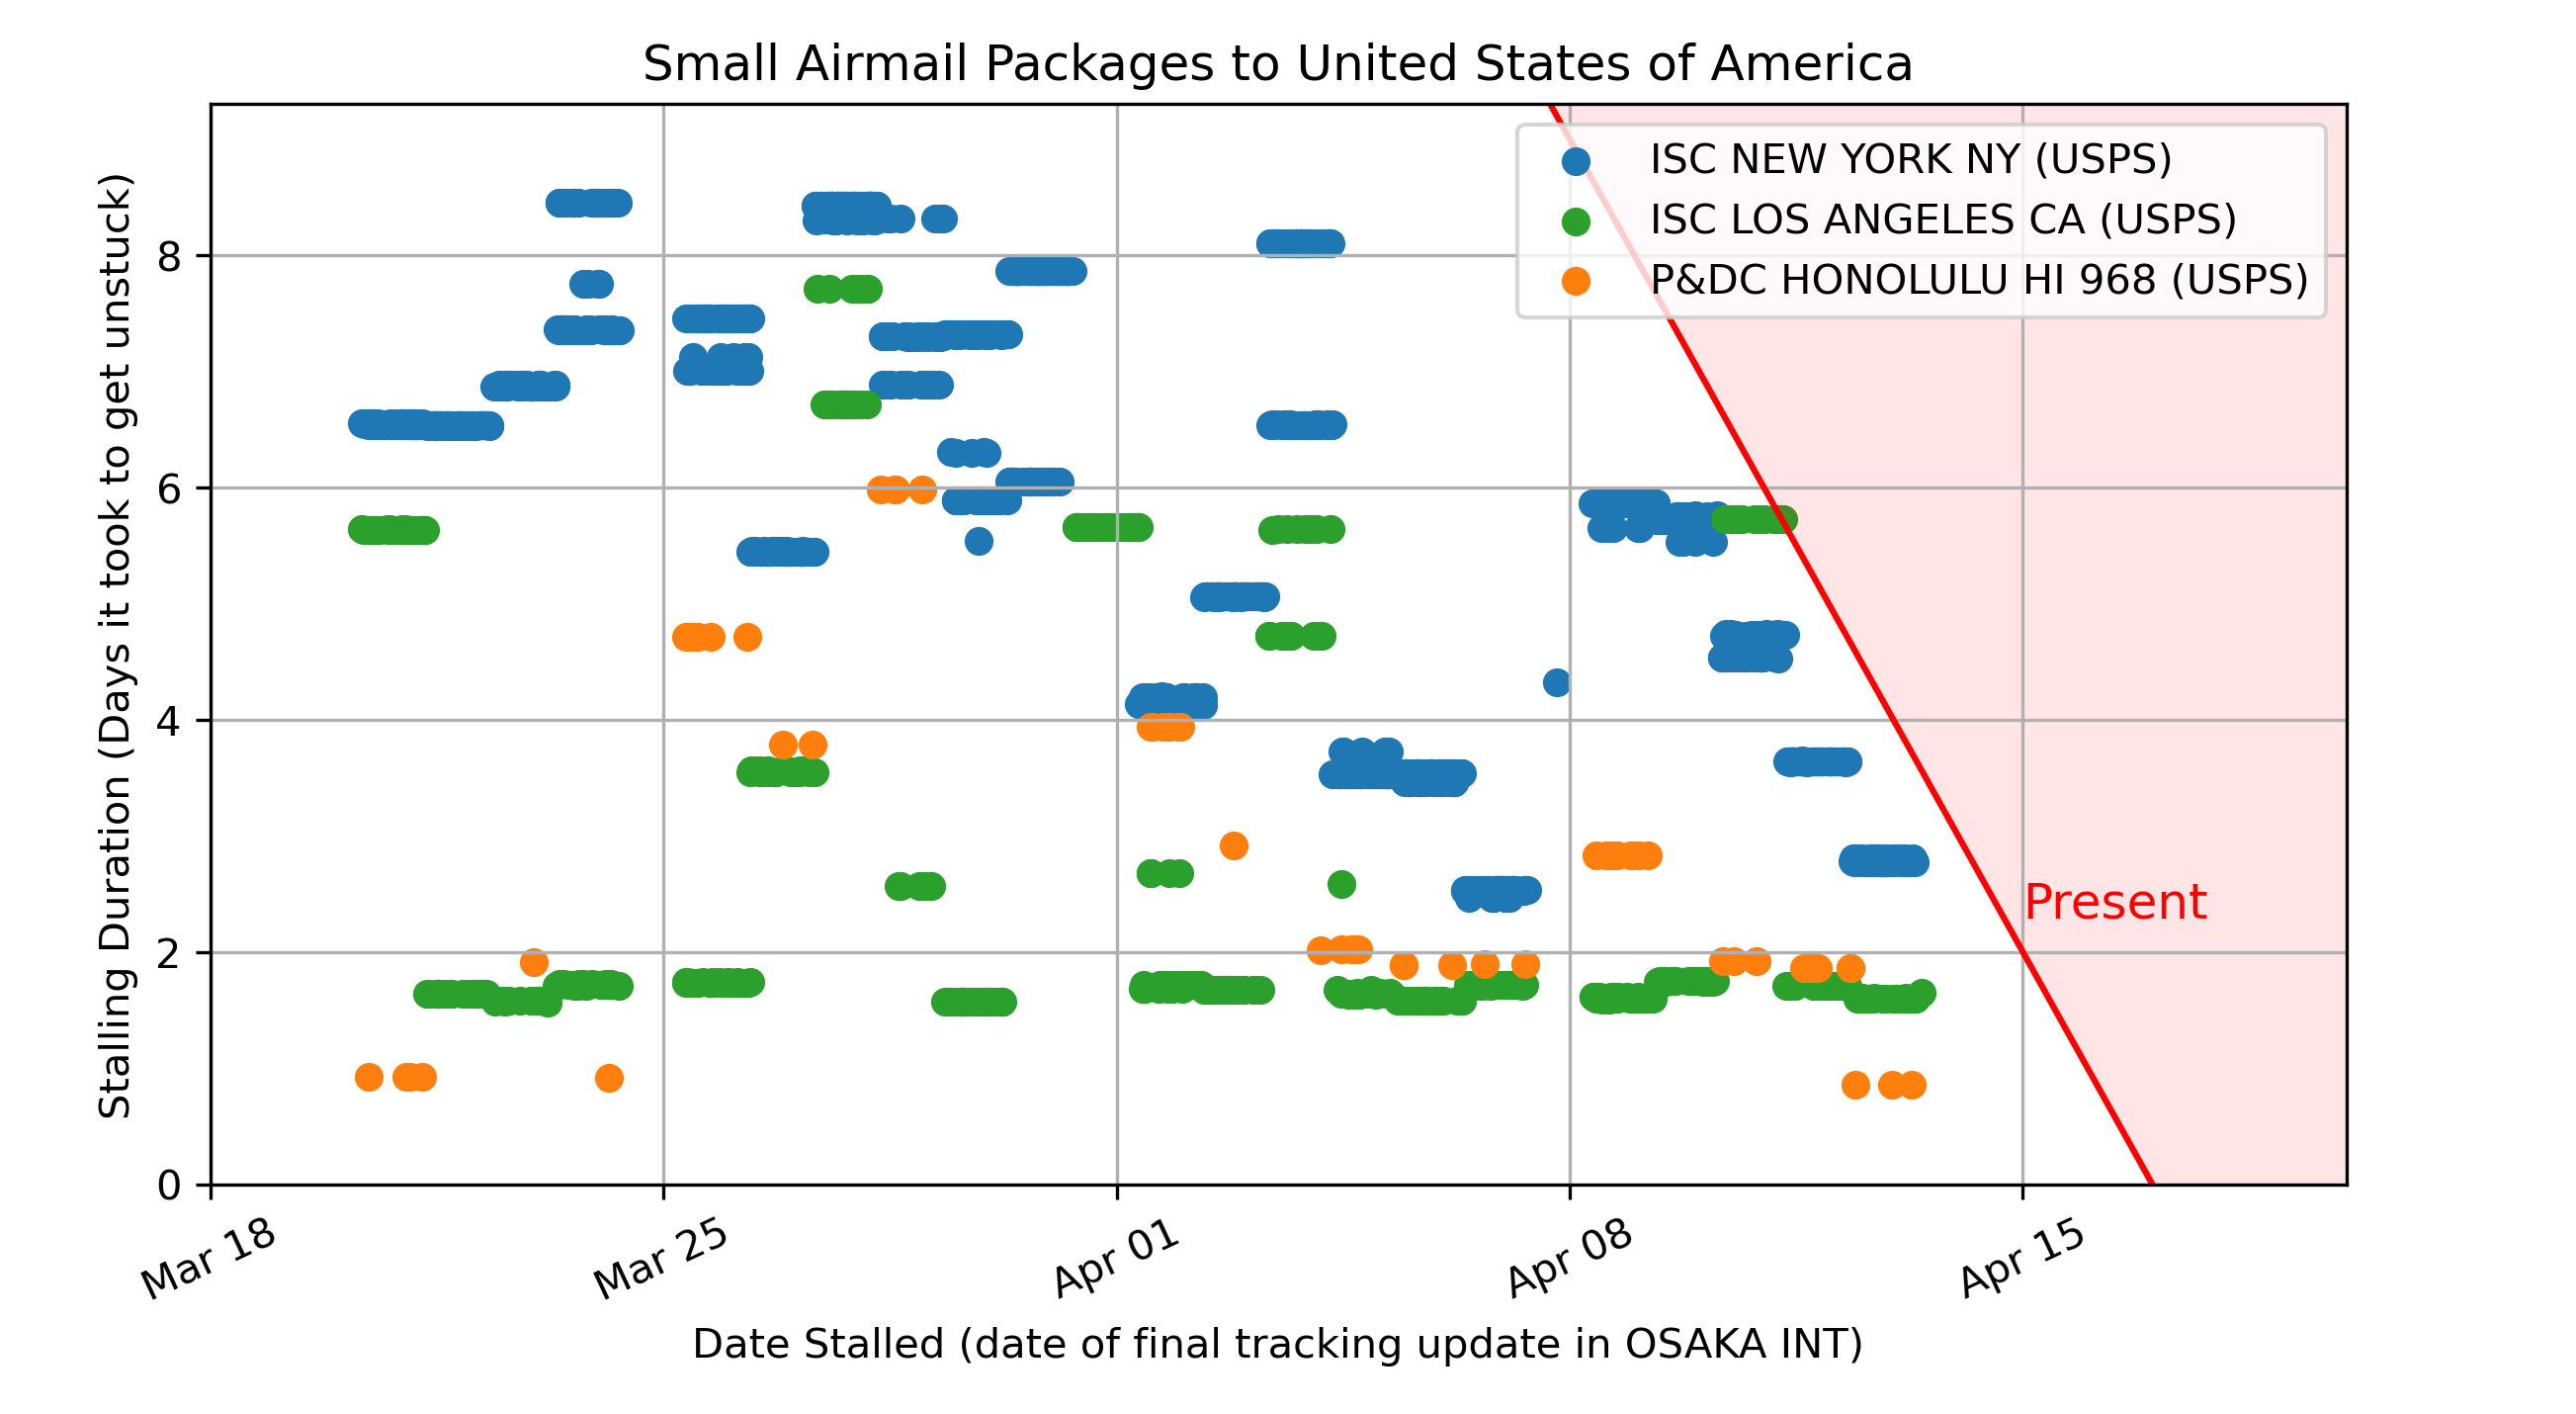 Small Airmail Packages to United States of America
ISC NEW YORK NY (USPS)
ISC LOS ANGELES CA (USPS)
P&DC HONOLULU HI 968 (USPS)
Stalling Duration (Days it took to get unstuck)
8
6
4
2
0
Present
Mar 18
Mar 25
Apr 01
Apr 08
Apr 15
Date Stalled (date of final tracking update in OSAKA INT)